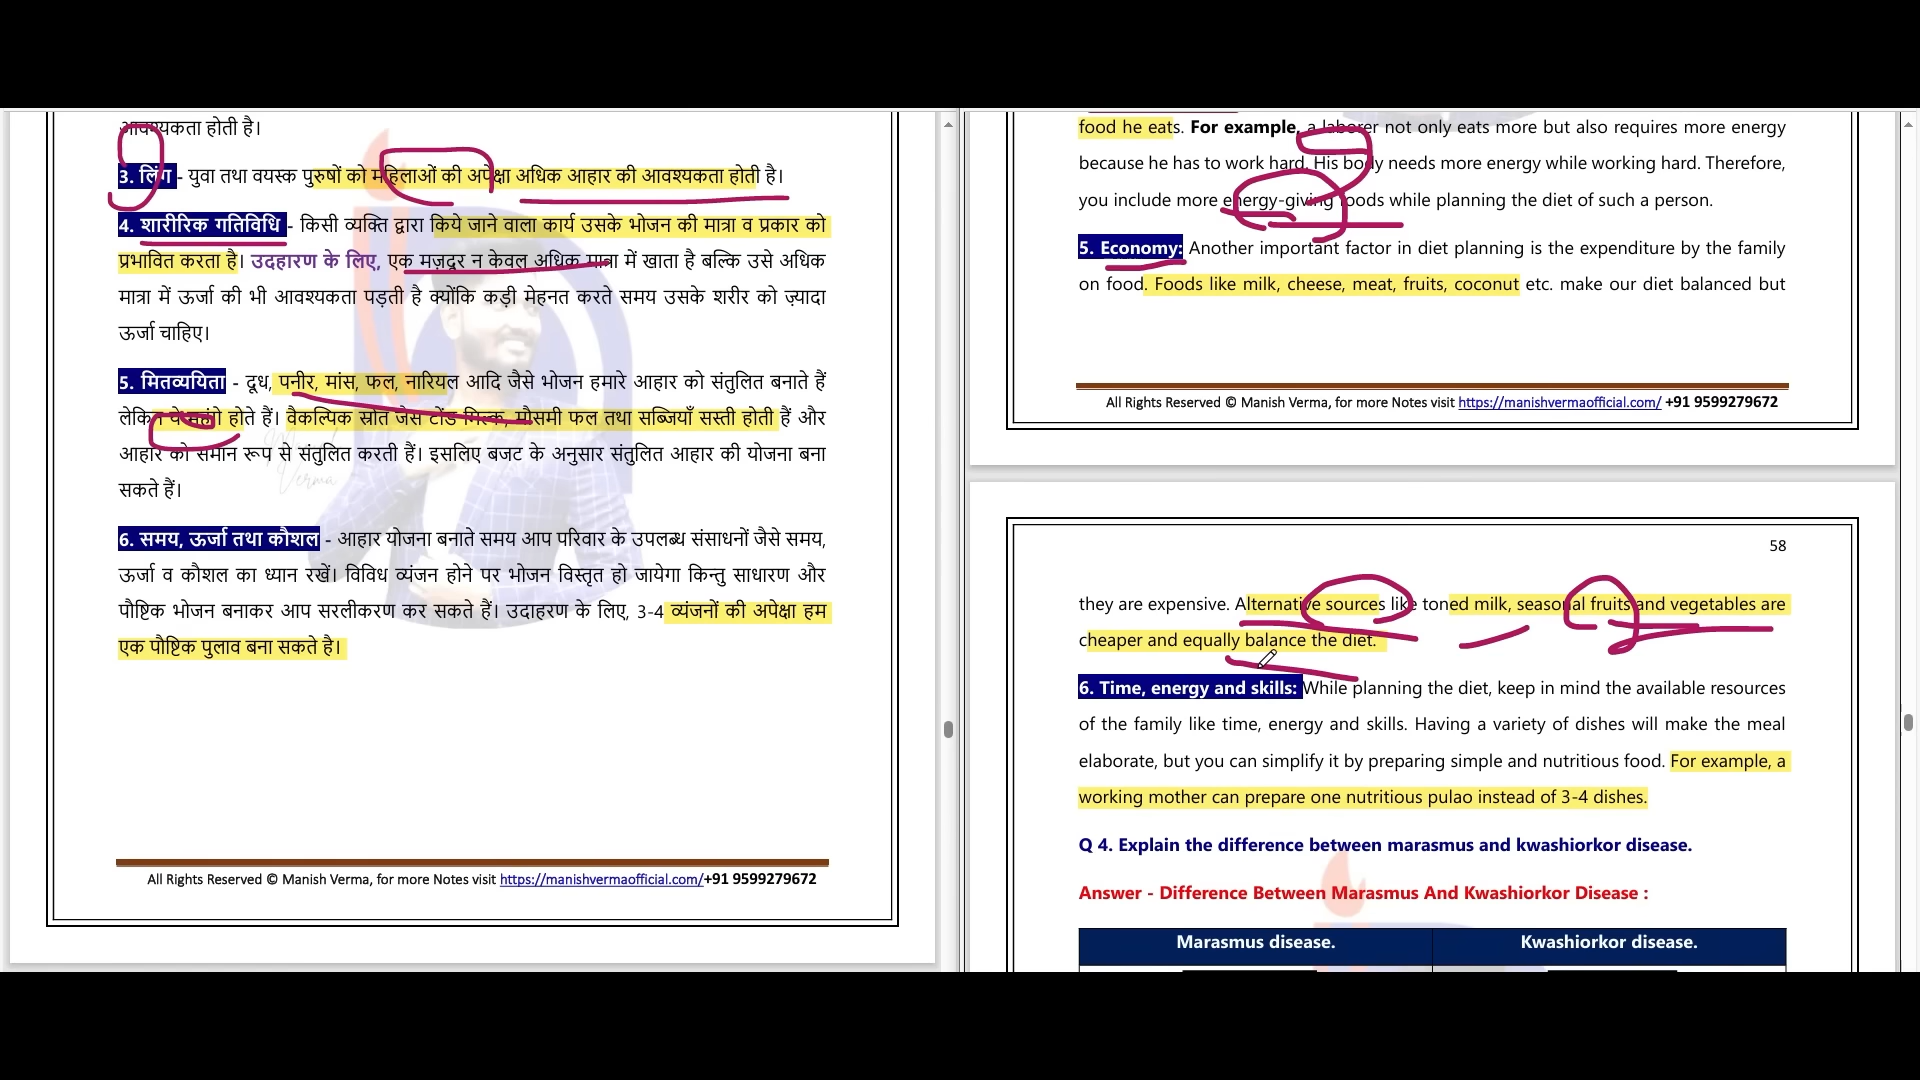 आवश्यकता होती है।
3. लिंग - युवा तथा वयस्क पुरुषों को महिलाओं की अपेक्षा अधिक आहार की आवश्यकता होती है।
4. शारीरिक गतिविधि - किसी व्यक्ति द्वारा किये जाने वाला कार्य उसके भोजन की मात्रा व प्रकार को
प्रभावित करता है। उदहारण के लिए, एक मज़दूर न केवल अधिक मात्रा में खाता है बल्कि उसे अधिक
मात्रा में ऊर्जा की भी आवश्यकता पड़ती है क्योंकि कड़ी मेहनत करते समय उसके शरीर को ज़्यादा
ऊर्जा चाहिए।
5. मितव्ययिता - दूध, पनीर, मांस, फल, नारियल आदि जैसे भोजन हमारे आहार को संतुलित बनाते हैं
लेकिन ये महंगे होते हैं। वैकल्पिक स्रोत जैसे टोंड मिल्क, मौसमी फल तथा सब्जियाँ सस्ती होती हैं और
आहार को समान रूप से संतुलित करती हैं। इसलिए बजट के अनुसार संतुलित आहार की योजना बना
सकते हैं।
6. समय, ऊर्जा तथा कौशल - आहार योजना बनाते समय आप परिवार के उपलब्ध संसाधनों जैसे समय,
ऊर्जा व कौशल का ध्यान रखें। विविध व्यंजन होने पर भोजन विस्तृत हो जायेगा किन्तु साधारण और
पौष्टिक भोजन बनाकर आप सरलीकरण कर सकते हैं। उदाहरण के लिए, 3-4 व्यंजनों की अपेक्षा हम
एक पौष्टिक पुलाव बना सकते है।
All Rights Reserved © Manish Verma, for more Notes visit https://manishvermaofficial.com/+91 9599279672
food he eats. For example, a laborer not only eats more but also requires more energy
because he has to work hard. His body needs more energy while working hard. Therefore,
you include more energy-giving foods while planning the diet of such a person.
5. Economy: Another important factor in diet planning is the expenditure by the family
on food. Foods like milk, cheese, meat, fruits, coconut etc. make our diet balanced but
All Rights Reserved © Manish Verma, for more Notes visit https://manishvermaofficial.com/ +91 9599279672
58
they are expensive. Alternative sources like toned milk, seasonal fruits and vegetables are
cheaper and equally balance the diet.
6. Time, energy and skills: While planning the diet, keep in mind the available resources
of the family like time, energy and skills. Having a variety of dishes will make the meal
elaborate, but you can simplify it by preparing simple and nutritious food. For example, a
working mother can prepare one nutritious pulao instead of 3-4 dishes.
Q 4. Explain the difference between marasmus and kwashiorkor disease.
Answer - Difference Between Marasmus And Kwashiorkor Disease :
Marasmus disease. Kwashiorkor disease.